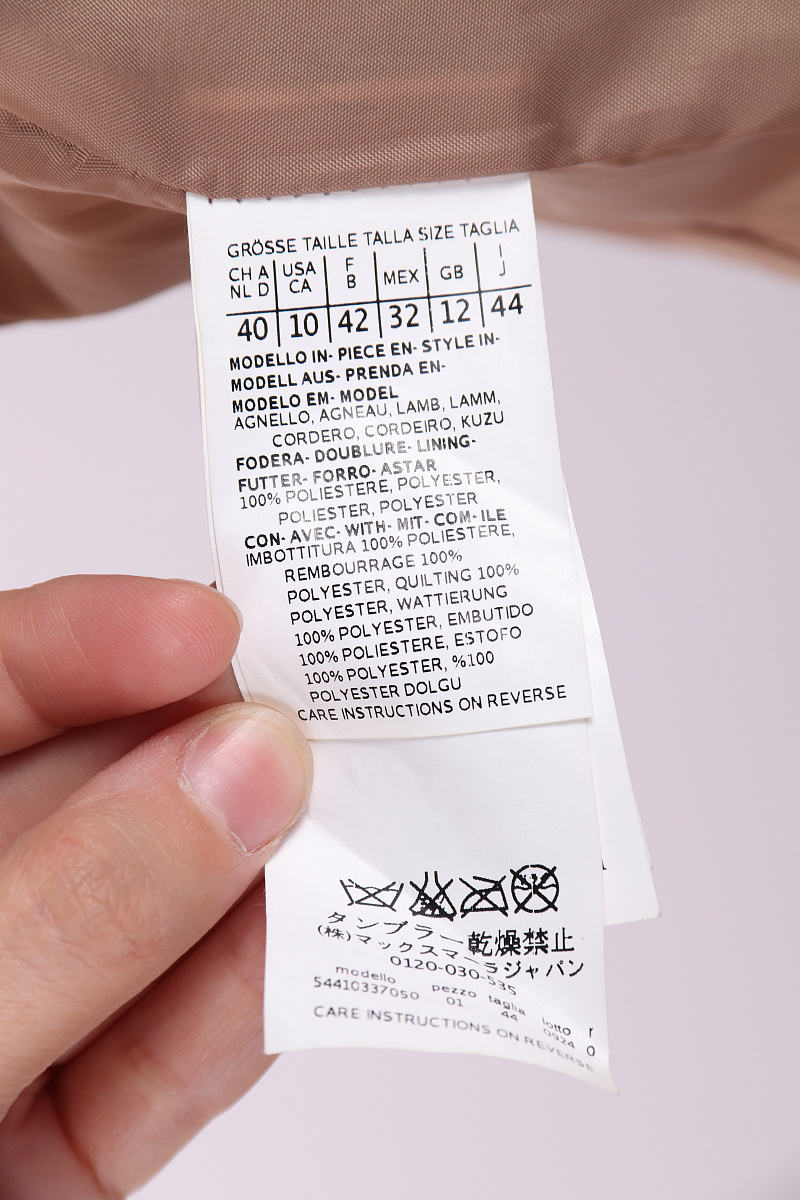 GRÖSSE TAILLE TALLA SIZE TAGLIA
CH A USA F MEX GB I
NL D CA B J
40 10 42 32 12 44
MODELLO IN- PIECE EN- STYLE IN-
MODELL AUS- PRENDA EN-
MODELO EM- MODEL
AGNELLO, AGNEAU, LAMB, LAMM,
CORDERO, CORDEIRO, KUZU
FODERA- DOUBLURE- LINING-
FUTTER- FORRO- ASTAR
100% POLIESTERE, POLYESTER,
POLIESTER, POLYESTER
CON- AVEC- WITH- MIT- COM- ILE
IMBOTTITURA 100% POLIESTERE,
REMBOURRAGE 100%
POLYESTER, QUILTING 100%
POLYESTER, WATTIERUNG
100% POLYESTER, EMBUTIDO
100% POLIESTERE, ESTOFO
100% POLYESTER, %100
POLYESTER DOLGU
CARE INSTRUCTIONS ON REVERSE
タンブラー乾燥禁止
(株)マックスマーラジャパン
0120-030-535
modello pezzo taglia lotto r
54410337050 01 44 0924 0
CARE INSTRUCTIONS ON REVERSE